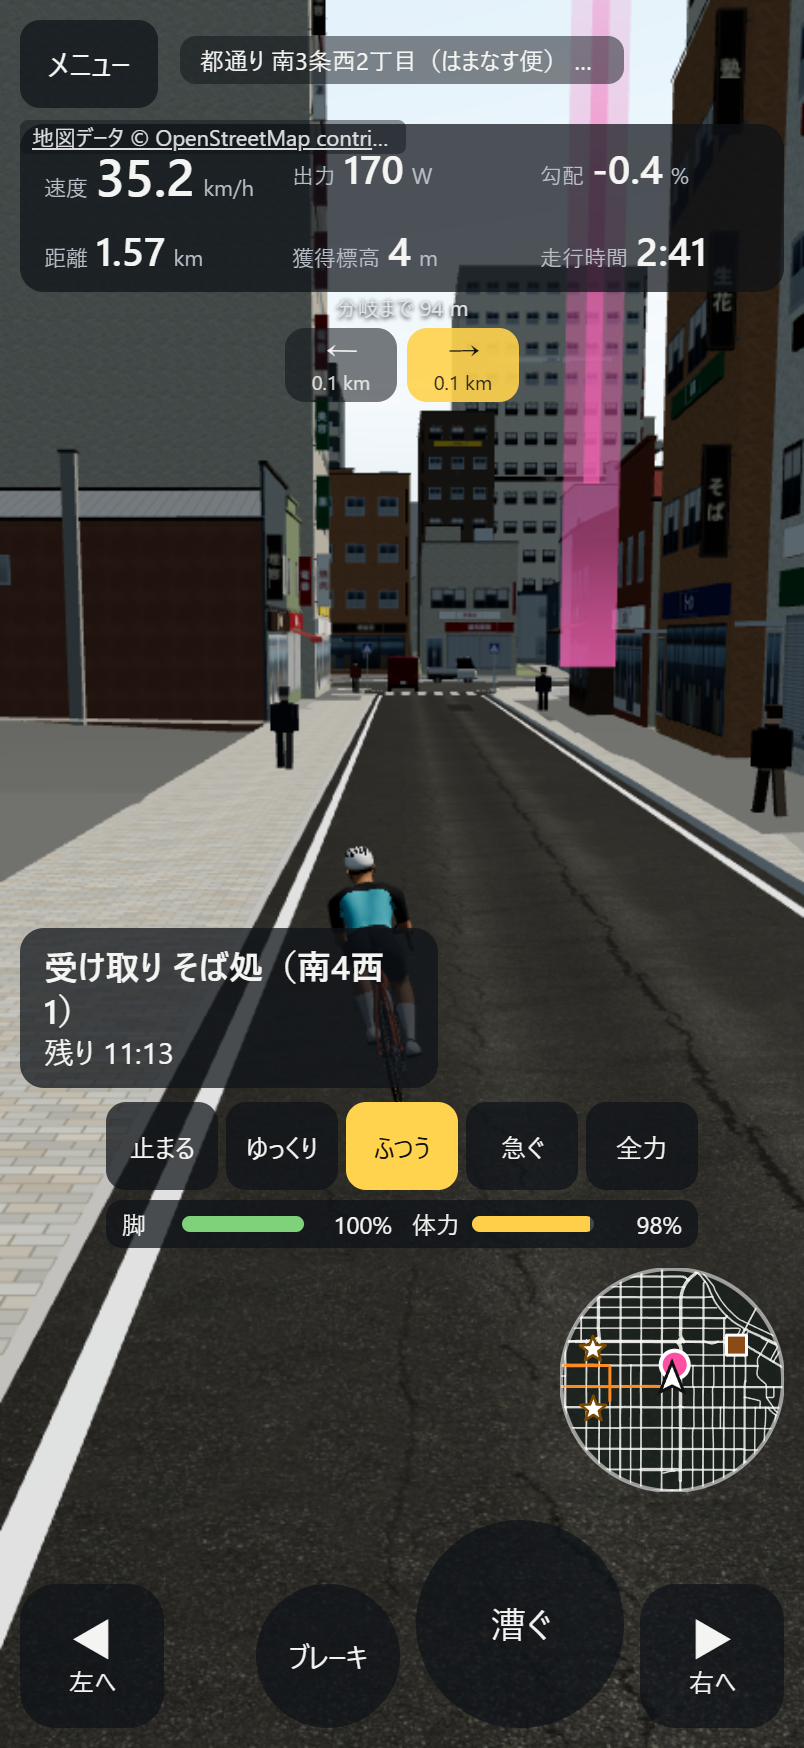 メニュー
都通り 南3条西2丁目（はまなす便） ...
地図データ © OpenStreetMap contri...
速度 35.2 km/h
出力 170 W
勾配 -0.4 %
距離 1.57 km
獲得標高 4 m
走行時間 2:41
分岐まで 94 m
← 0.1 km
→ 0.1 km
塾
生花
そば
受け取り そば処（南4西
1）
残り 11:13
止まる
ゆっくり
ふつう
急ぐ
全力
脚 100%
体力 98%
◀
左へ
ブレーキ
漕ぐ
▶
右へ